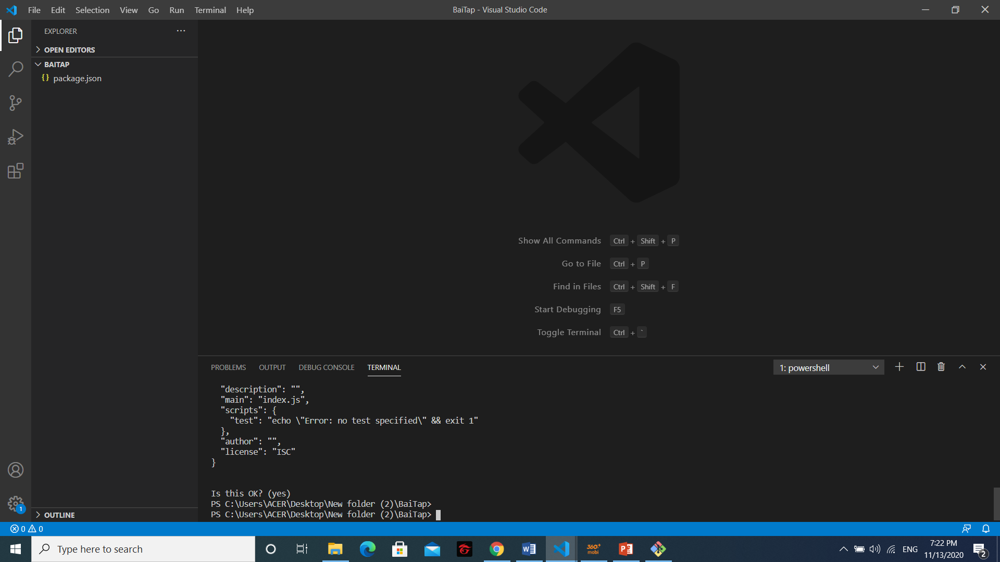 File Edit Selection View Go Run Terminal Help
BaiTap - Visual Studio Code
EXPLORER
OPEN EDITORS
BAITAP
{} package.json
OUTLINE
Show All Commands Ctrl + Shift + P
Go to File Ctrl + P
Find in Files Ctrl + Shift + F
Start Debugging F5
Toggle Terminal Ctrl + `
PROBLEMS OUTPUT DEBUG CONSOLE TERMINAL
1: powershell
"description": "",
"main": "index.js",
"scripts": {
"test": "echo \"Error: no test specified\" && exit 1"
},
"author": "",
"license": "ISC"
}
Is this OK? (yes)
PS C:\Users\ACER\Desktop\New folder (2)\BaiTap>
PS C:\Users\ACER\Desktop\New folder (2)\BaiTap>
1
0 0
Type here to search
W
360+
mobi
P
ENG
7:22 PM
11/13/2020
2